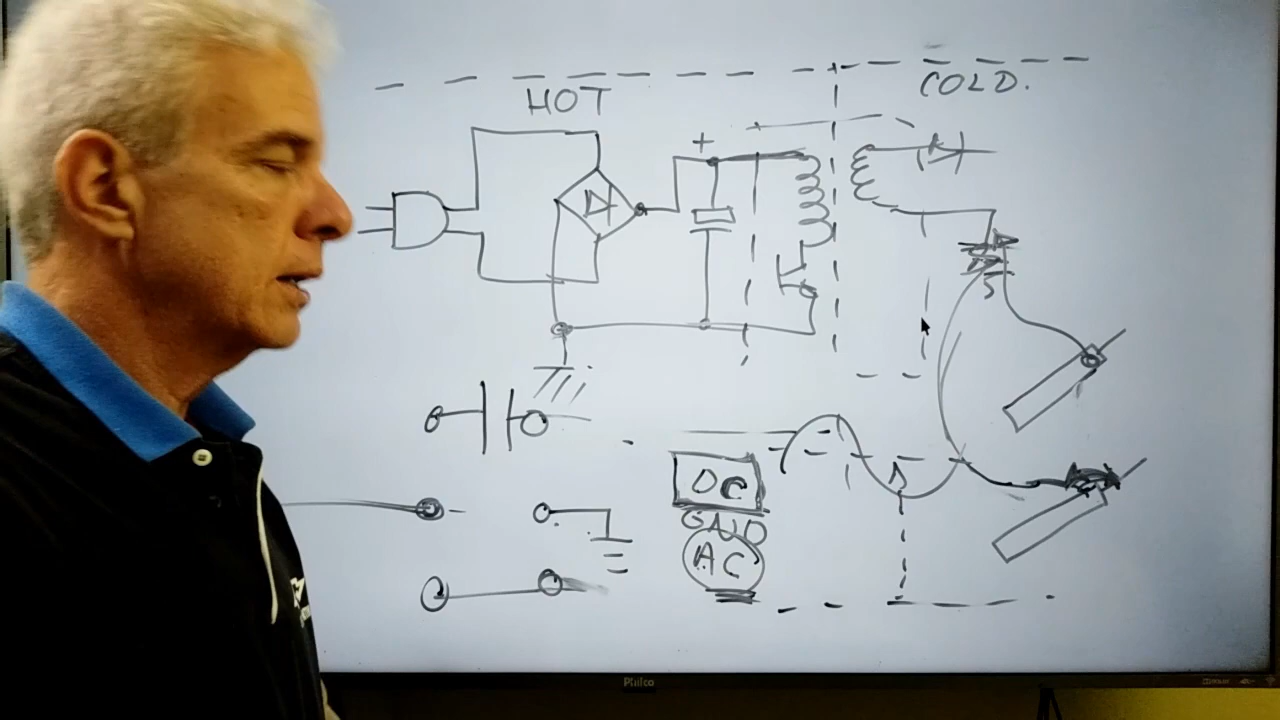 HOT
COLD.
+
DC
GND
AC
Philco